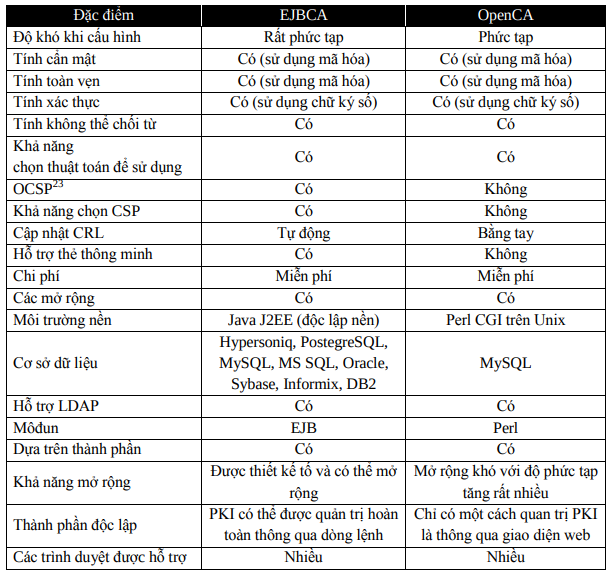 Đặc điểm EJBCA OpenCA
Độ khó khi cấu hình Rất phức tạp Phức tạp
Tính cẩn mật Có (sử dụng mã hóa) Có (sử dụng mã hóa)
Tính toàn vẹn Có (sử dụng mã hóa) Có (sử dụng mã hóa)
Tính xác thực Có (sử dụng chữ ký số) Có (sử dụng chữ ký số)
Tính không thể chối từ Có Có
Khả năng
chọn thuật toán để sử dụng Có Có
OCSP23 Có Không
Khả năng chọn CSP Có Không
Cập nhật CRL Tự động Bằng tay
Hỗ trợ thẻ thông minh Có Không
Chi phí Miễn phí Miễn phí
Các mở rộng Có Có
Môi trường nền Java J2EE (độc lập nền) Perl CGI trên Unix
Cơ sở dữ liệu
Hypersoniq, PostegreSQL,
MySQL, MS SQL, Oracle,
Sybase, Informix, DB2
MySQL
Hỗ trợ LDAP Có Có
Môđun EJB Perl
Dựa trên thành phần Có Có
Khả năng mở rộng
Được thiết kế tố và có thể mở
rộng
Mở rộng khó với độ phức tạp
tăng rất nhiều
Thành phần độc lập
PKI có thể được quản trị hoàn
toàn thông qua dòng lệnh
Chỉ có một cách quan trị PKI
là thông qua giao diện web
Các trình duyệt được hỗ trợ Nhiều Nhiều